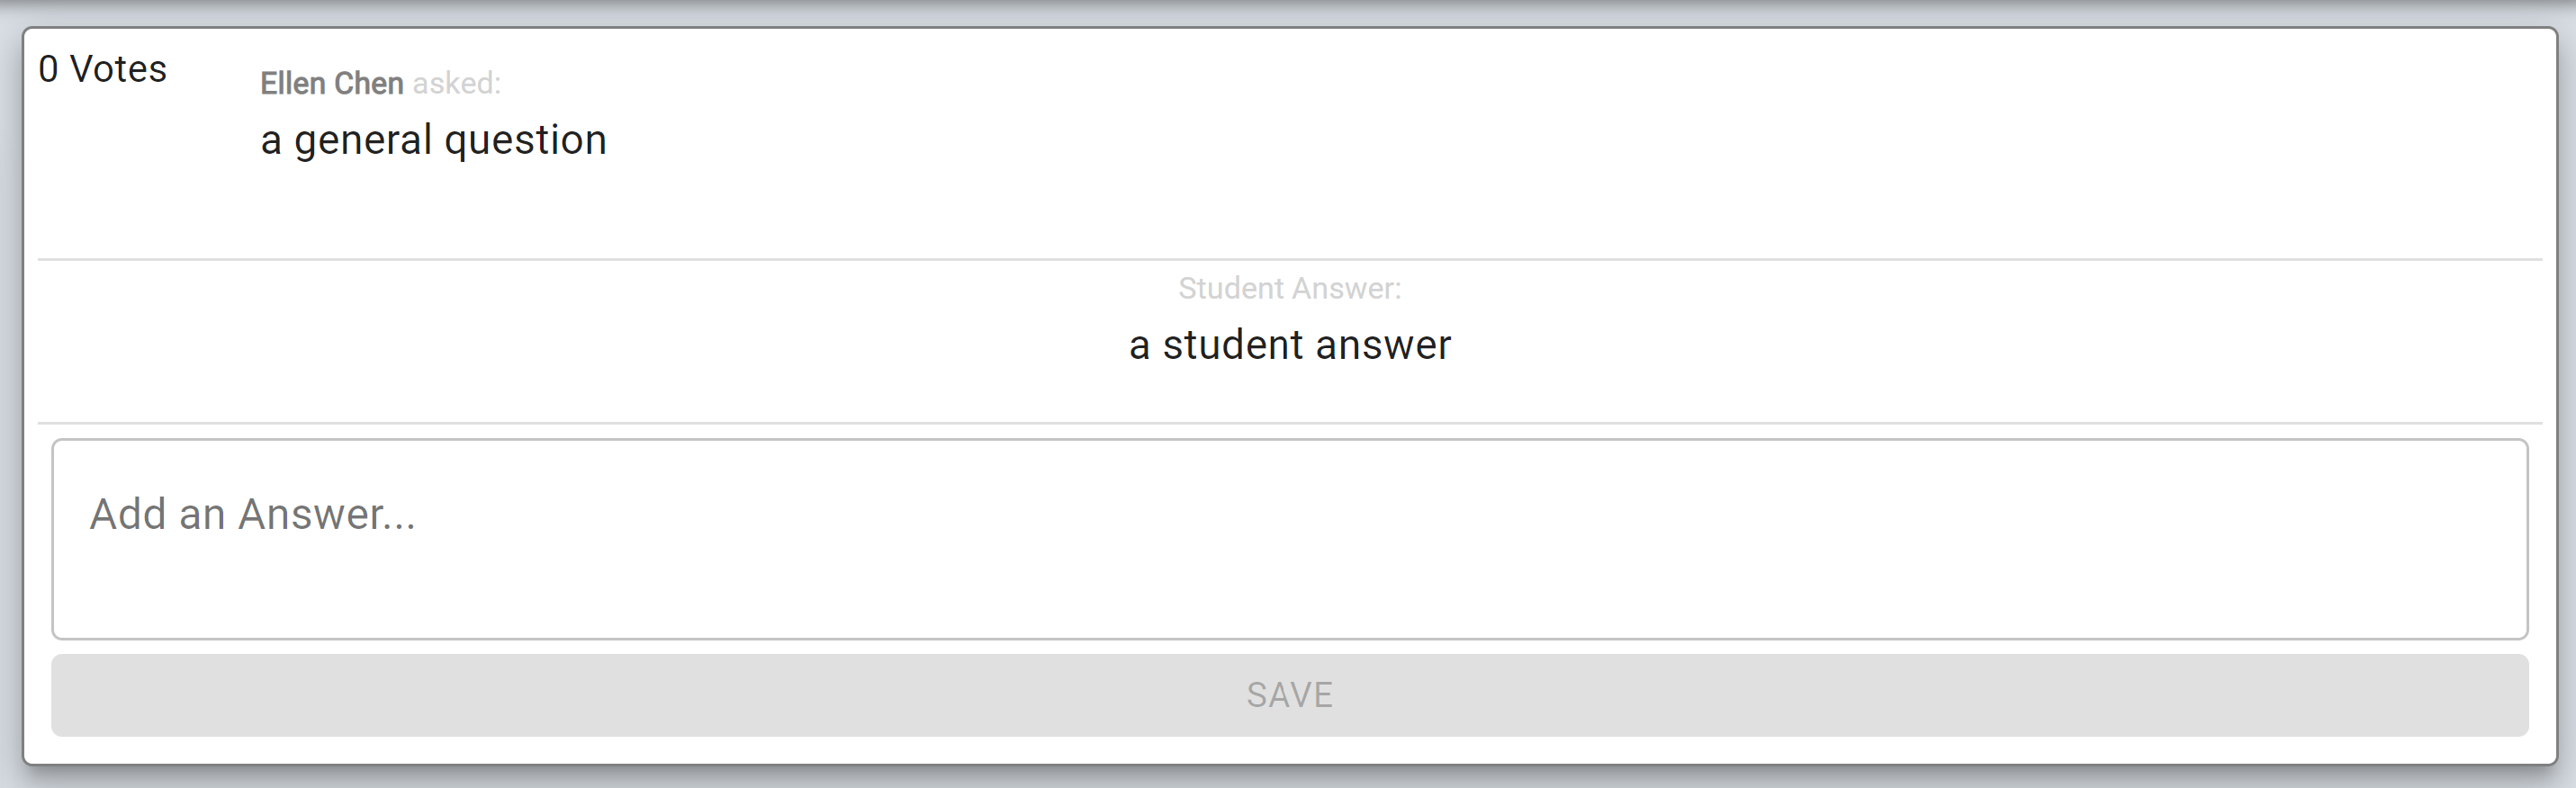 0 Votes
Ellen Chen asked:
a general question
Student Answer:
a student answer
Add an Answer...
SAVE